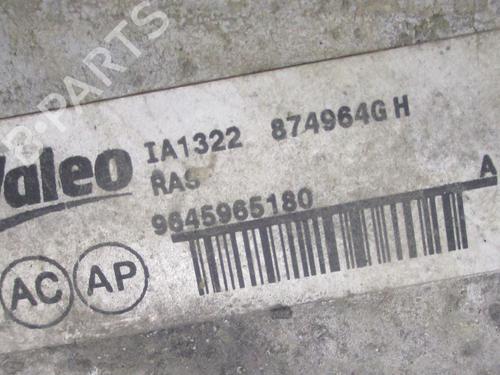 B-PARTS
Valeo
IA1322 874964G H
RAS
9645965180
A
AC AP